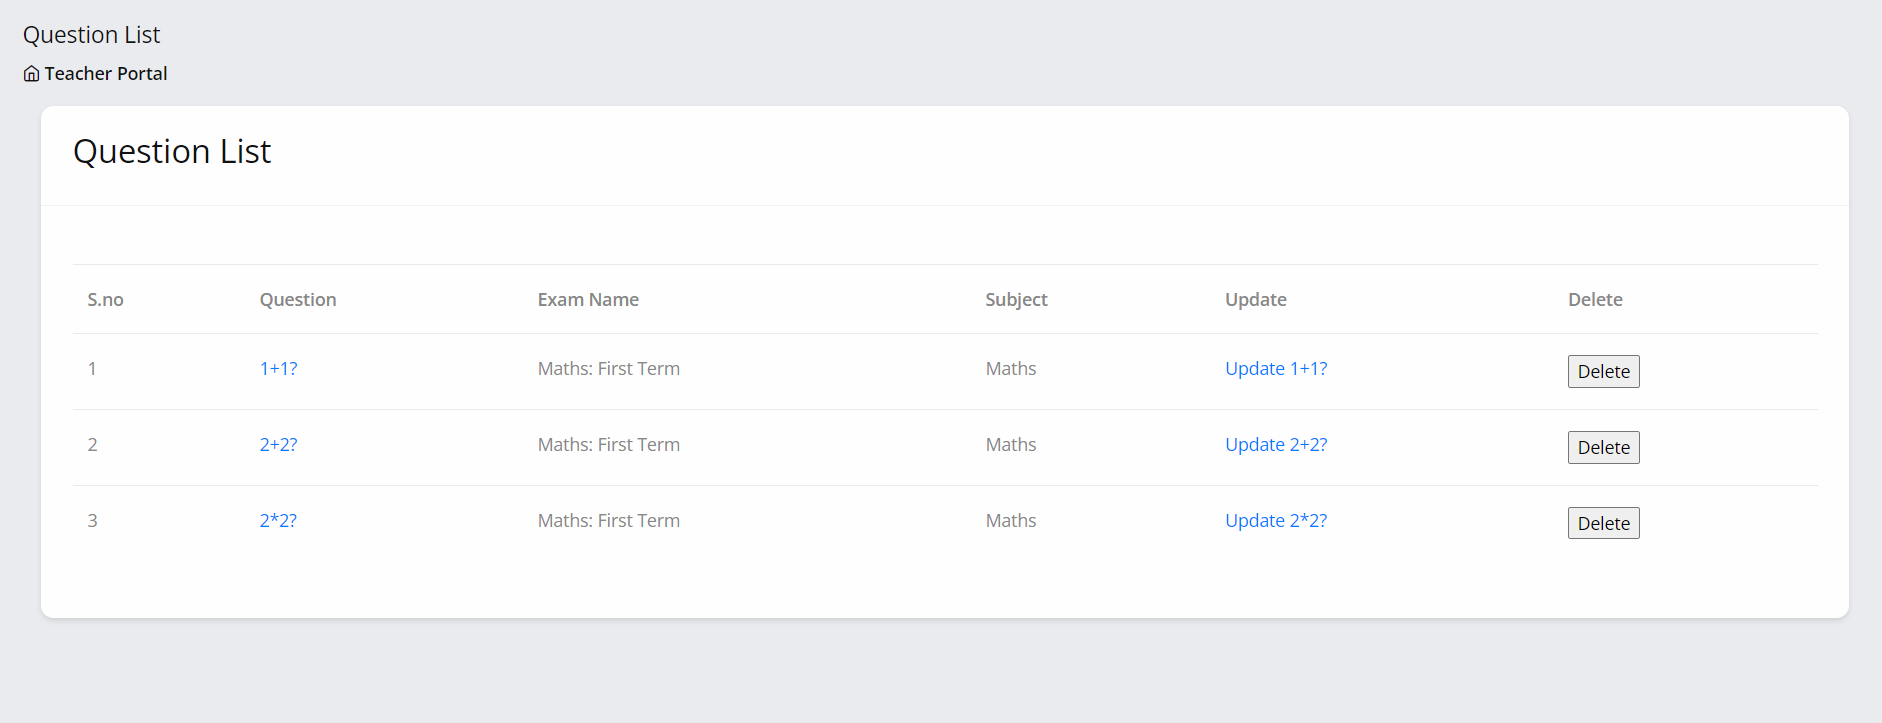 Question List
Teacher Portal
Question List
S.no Question Exam Name Subject Update Delete
1 1+1? Maths: First Term Maths Update 1+1? Delete
2 2+2? Maths: First Term Maths Update 2+2? Delete
3 2*2? Maths: First Term Maths Update 2*2? Delete